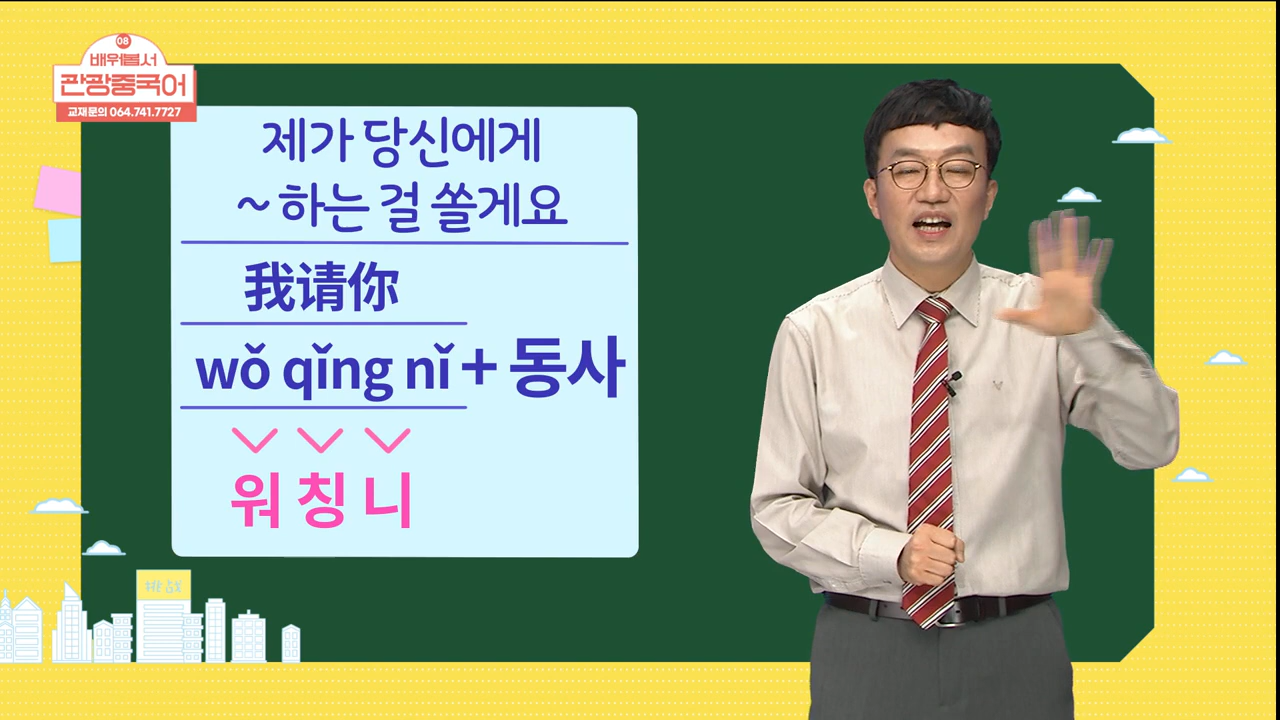 08
배워봅서
관광중국어
교재문의 064.741.7727
제가 당신에게
~ 하는 걸 쏠게요
我请你
wǒ qǐng nǐ + 동사
워 칭 니